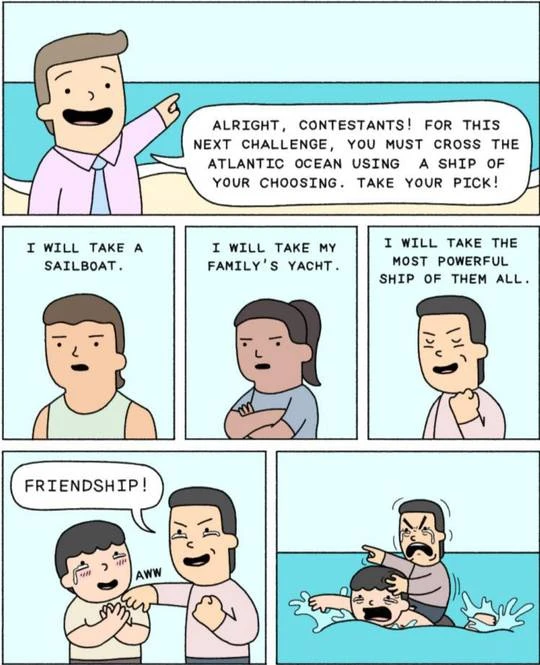 ALRIGHT, CONTESTANTS! FOR THIS
NEXT CHALLENGE, YOU MUST CROSS THE
ATLANTIC OCEAN USING A SHIP OF
YOUR CHOOSING. TAKE YOUR PICK!
I WILL TAKE A
SAILBOAT.
I WILL TAKE MY
FAMILY'S YACHT.
I WILL TAKE THE
MOST POWERFUL
SHIP OF THEM ALL.
FRIENDSHIP!
AWW